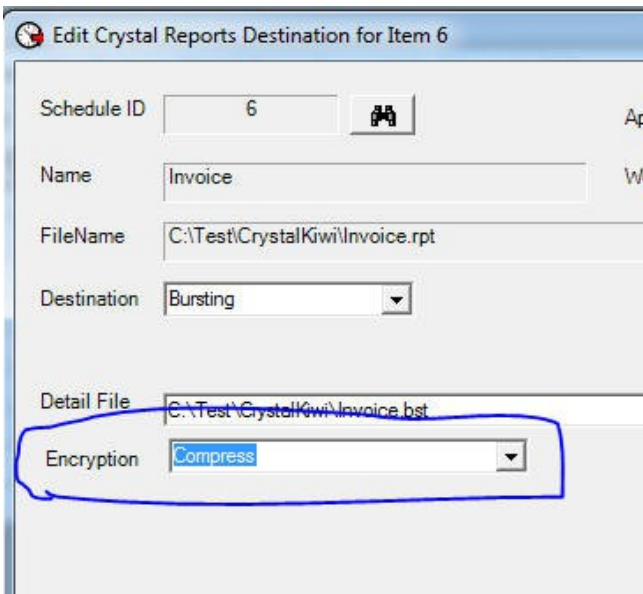 Edit Crystal Reports Destination for Item 6
Schedule ID 6
Name Invoice
FileName C:\Test\CrystalKiwi\Invoice.rpt
Destination Bursting
Detail File C:\Test\CrystalKiwi\Invoice.bst
Encryption Compress